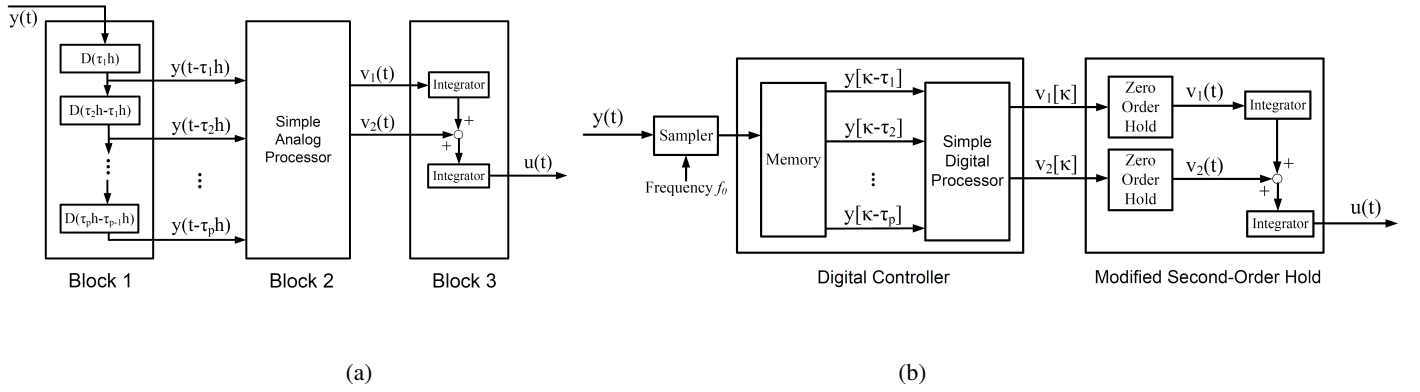 y(t)
D(τ₁h)
y(t-τ₁h)
D(τ₂h-τ₁h)
y(t-τ₂h)
D(τₚh-τₚ₋₁h)
y(t-τₚh)
Block 1
Simple
Analog
Processor
Block 2
v₁(t)
v₂(t)
Integrator
+
+
Integrator
u(t)
Block 3
(a)
y(t)
Sampler
Frequency f₀
Memory
y[κ-τ₁]
y[κ-τ₂]
y[κ-τₚ]
Simple
Digital
Processor
Digital Controller
v₁[κ]
v₂[κ]
Zero
Order
Hold
Zero
Order
Hold
v₁(t)
v₂(t)
Integrator
+
+
Integrator
u(t)
Modified Second-Order Hold
(b)